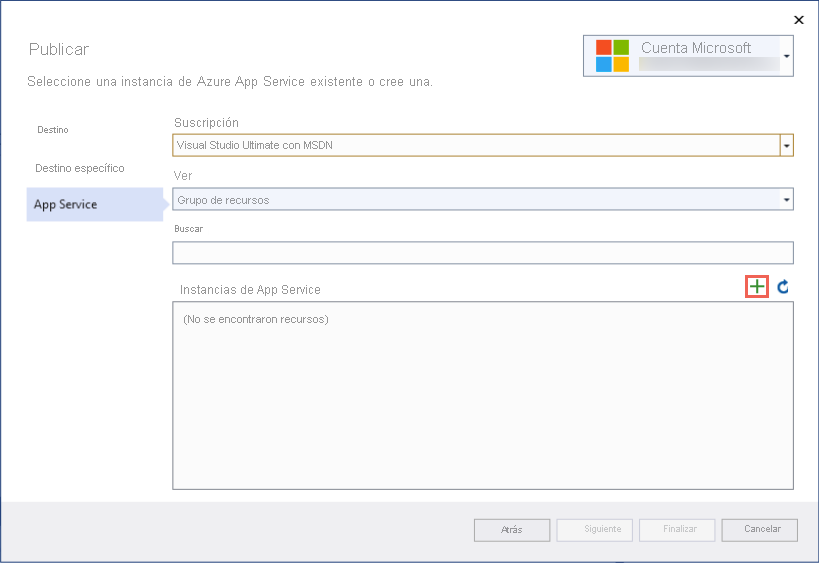 Publicar
Cuenta Microsoft
Seleccione una instancia de Azure App Service existente o cree una.
Destino
Destino específico
App Service
Suscripción
Visual Studio Ultimate con MSDN
Ver
Grupo de recursos
Buscar
Instancias de App Service
(No se encontraron recursos)
Atrás
Siguiente
Finalizar
Cancelar